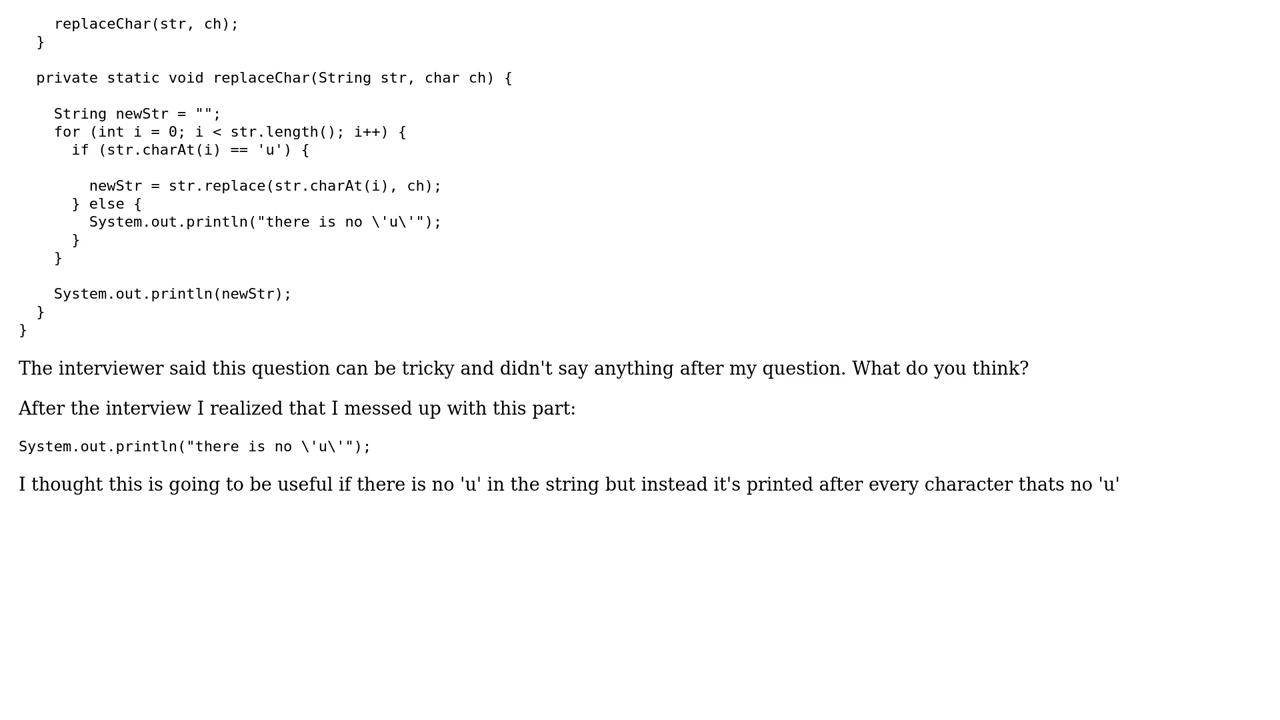 replaceChar(str, ch);
}
private static void replaceChar(String str, char ch) {
String newStr = "";
for (int i = 0; i < str.length(); i++) {
if (str.charAt(i) == 'u') {
newStr = str.replace(str.charAt(i), ch);
} else {
System.out.println("there is no \'u\'");
}
}
System.out.println(newStr);
}
}
The interviewer said this question can be tricky and didn't say anything after my question. What do you think?
After the interview I realized that I messed up with this part:
System.out.println("there is no \'u\'");
I thought this is going to be useful if there is no 'u' in the string but instead it's printed after every character thats no 'u'